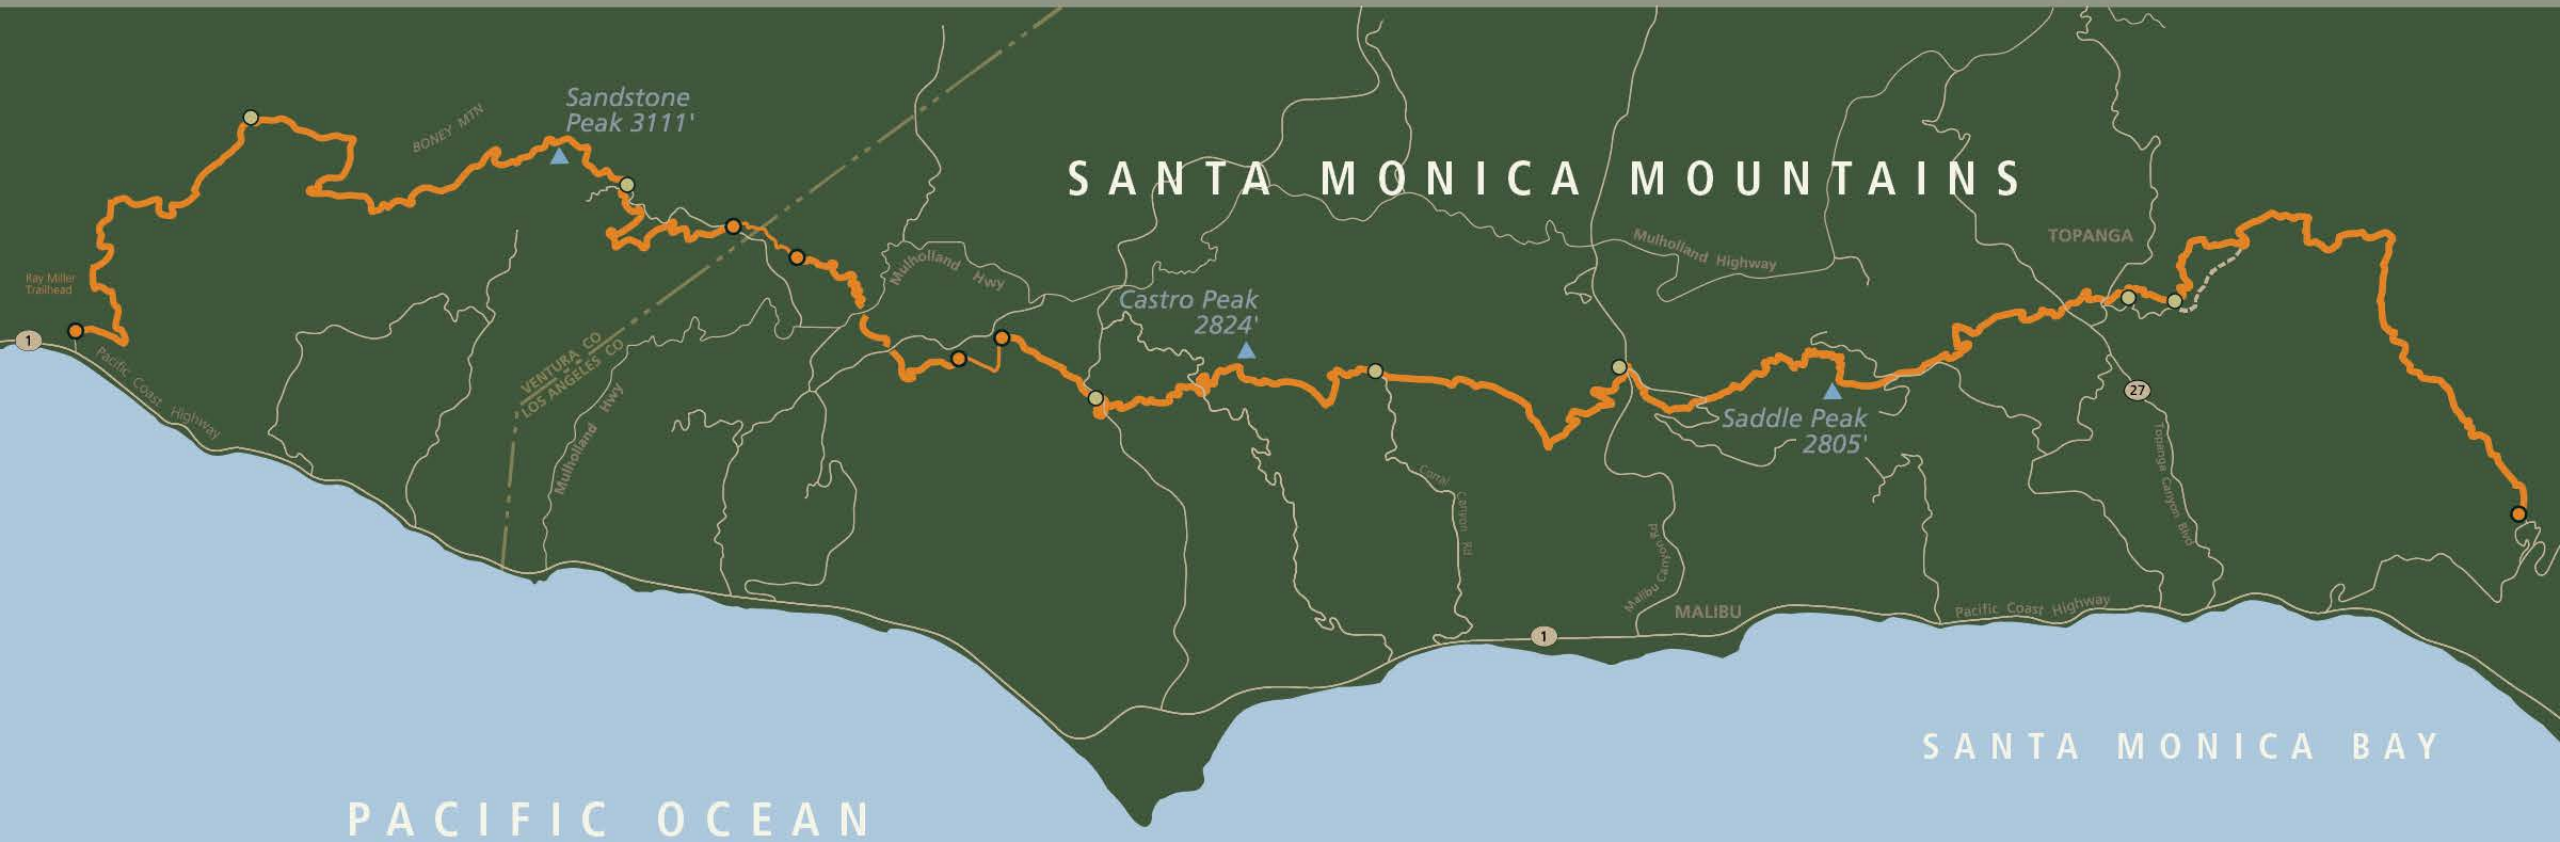 Sandstone
Peak 3111'
BONEY MTN
SANTA MONICA MOUNTAINS
Ray Miller
Trailhead
1
Pacific Coast Highway
VENTURA CO
LOS ANGELES CO
Mulholland Hwy
Mulholland Hwy
Castro Peak
2824'
Mulholland Highway
TOPANGA
27
Topanga Canyon Blvd
Saddle Peak
2805'
Corral Canyon Rd
Malibu Canyon Rd
MALIBU
1
Pacific Coast Highway
SANTA MONICA BAY
PACIFIC OCEAN